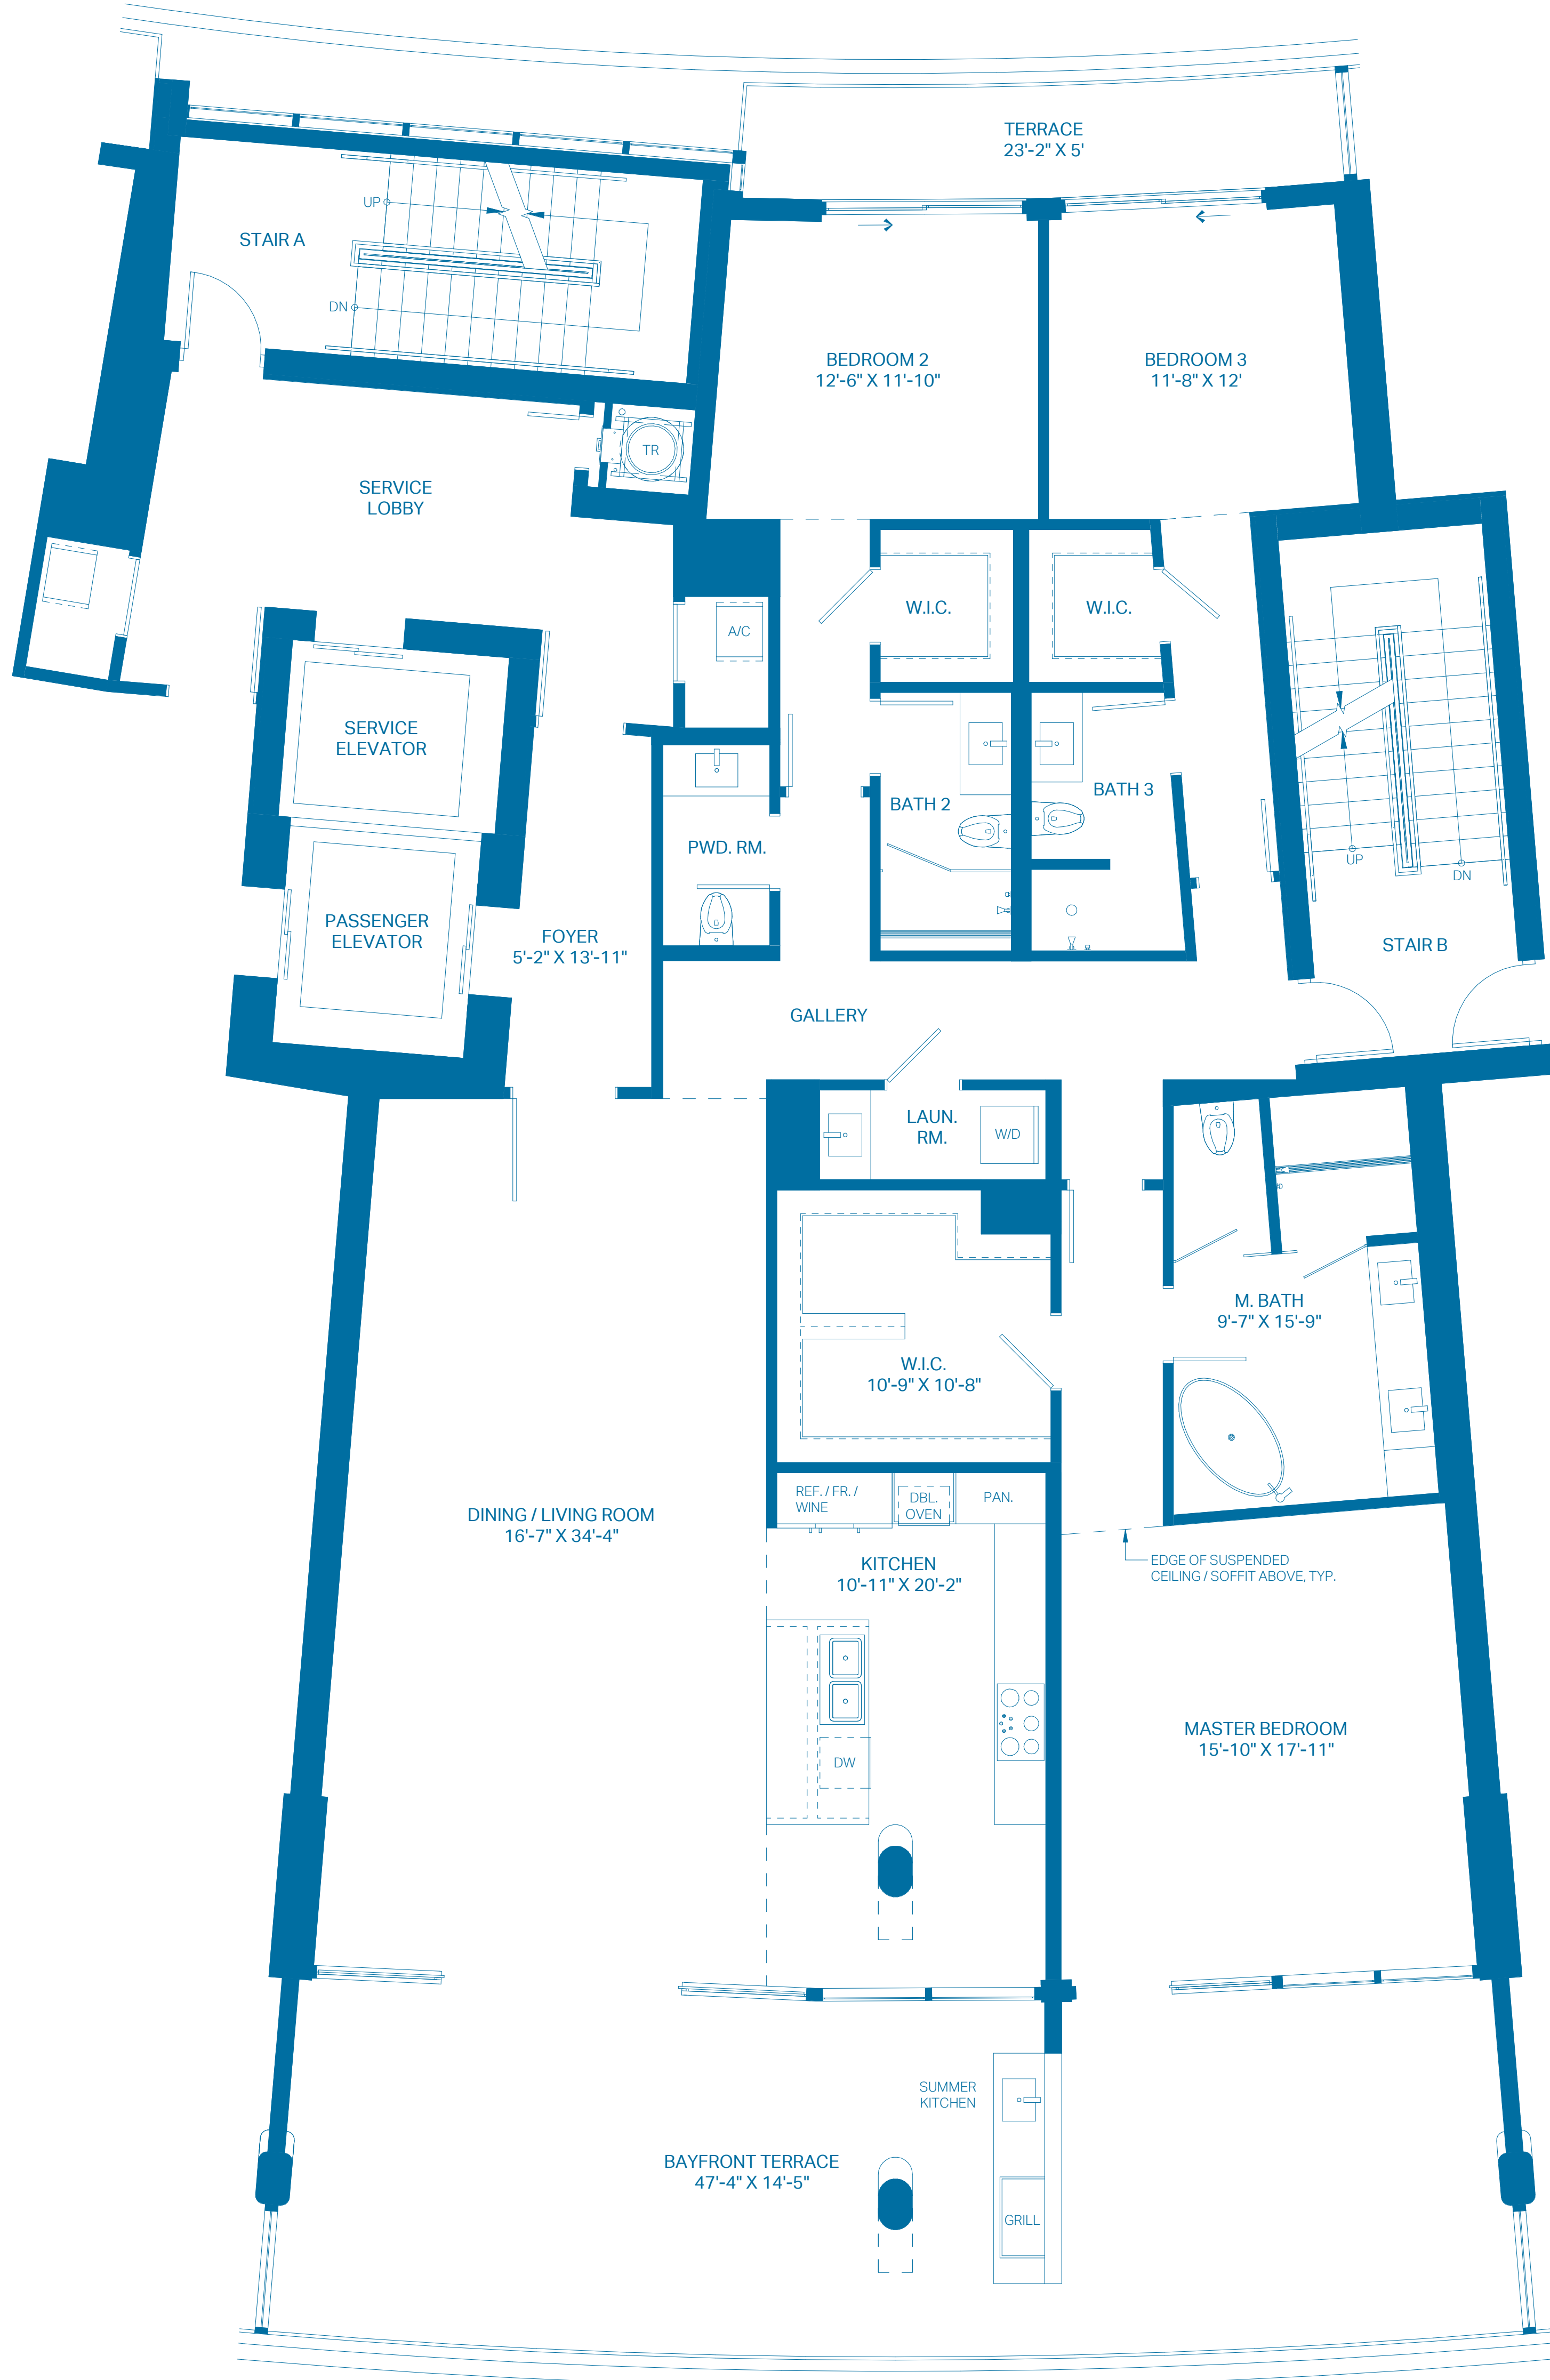 TERRACE
23'-2" X 5'
UP
STAIR A
DN
BEDROOM 2
12'-6" X 11'-10"
BEDROOM 3
11'-8" X 12'
TR
SERVICE
LOBBY
W.I.C.
W.I.C.
A/C
SERVICE
ELEVATOR
BATH 2
BATH 3
PWD. RM.
UP
DN
PASSENGER
ELEVATOR
FOYER
5'-2" X 13'-11"
STAIR B
GALLERY
LAUN.
RM.
W/D
M. BATH
9'-7" X 15'-9"
W.I.C.
10'-9" X 10'-8"
REF. / FR. /
WINE
DBL.
OVEN
PAN.
DINING / LIVING ROOM
16'-7" X 34'-4"
KITCHEN
10'-11" X 20'-2"
EDGE OF SUSPENDED
CEILING / SOFFIT ABOVE, TYP.
MASTER BEDROOM
15'-10" X 17'-11"
DW
SUMMER
KITCHEN
BAYFRONT TERRACE
47'-4" X 14'-5"
GRILL